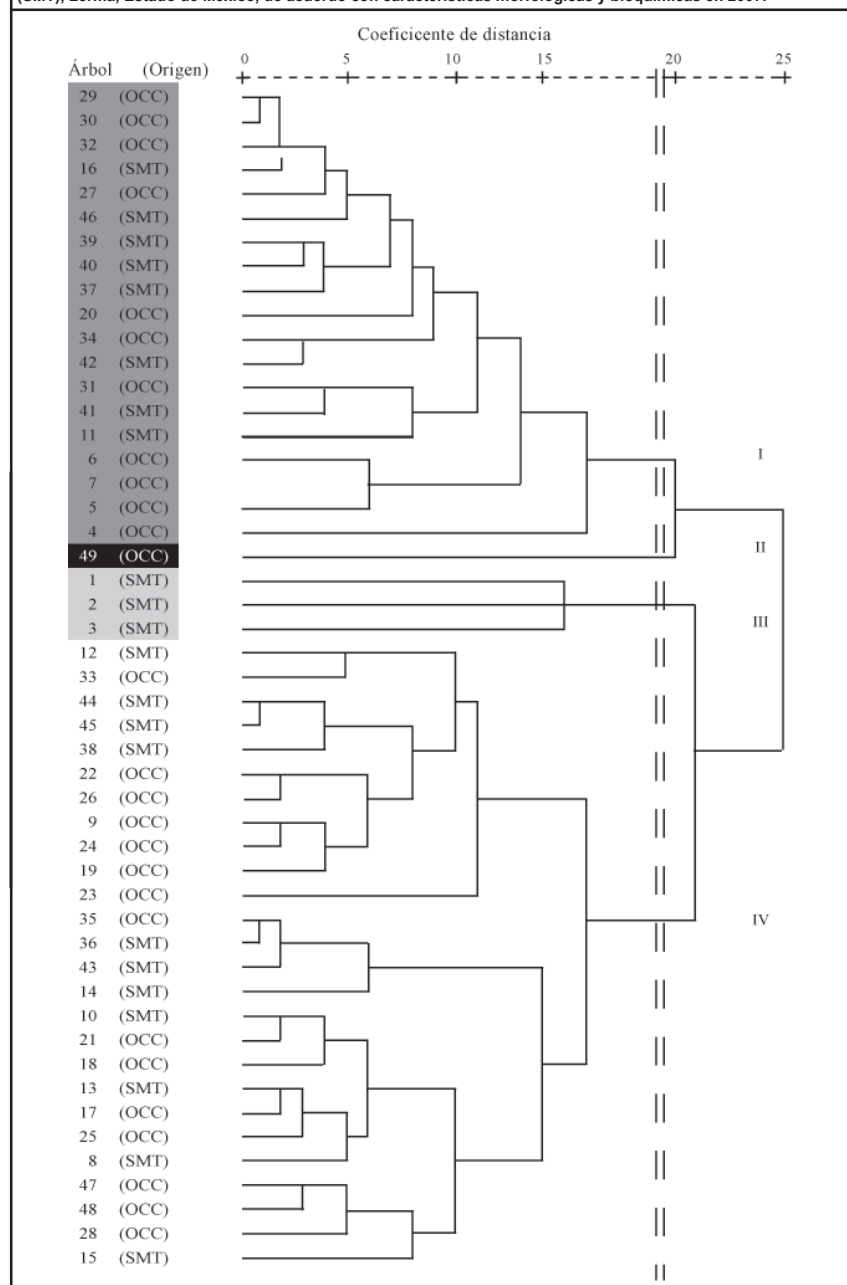 (SMT), Lerma, Estado de México, de acuerdo con características morfológicas y bioquímicas en 2007.
Coeficicente de distancia
Árbol (Origen)
0 5 10 15 20 25
29 (OCC)
30 (OCC)
32 (OCC)
16 (SMT)
27 (OCC)
46 (SMT)
39 (SMT)
40 (SMT)
37 (SMT)
20 (OCC)
34 (OCC)
42 (SMT)
31 (OCC)
41 (SMT)
11 (SMT)
6 (OCC)
I
7 (OCC)
5 (OCC)
4 (OCC)
49 (OCC)
II
1 (SMT)
2 (SMT)
III
3 (SMT)
12 (SMT)
33 (OCC)
44 (SMT)
45 (SMT)
38 (SMT)
22 (OCC)
26 (OCC)
9 (OCC)
24 (OCC)
19 (OCC)
23 (OCC)
35 (OCC)
IV
36 (SMT)
43 (SMT)
14 (SMT)
10 (SMT)
21 (OCC)
18 (OCC)
13 (SMT)
17 (OCC)
25 (OCC)
8 (SMT)
47 (OCC)
48 (OCC)
28 (OCC)
15 (SMT)